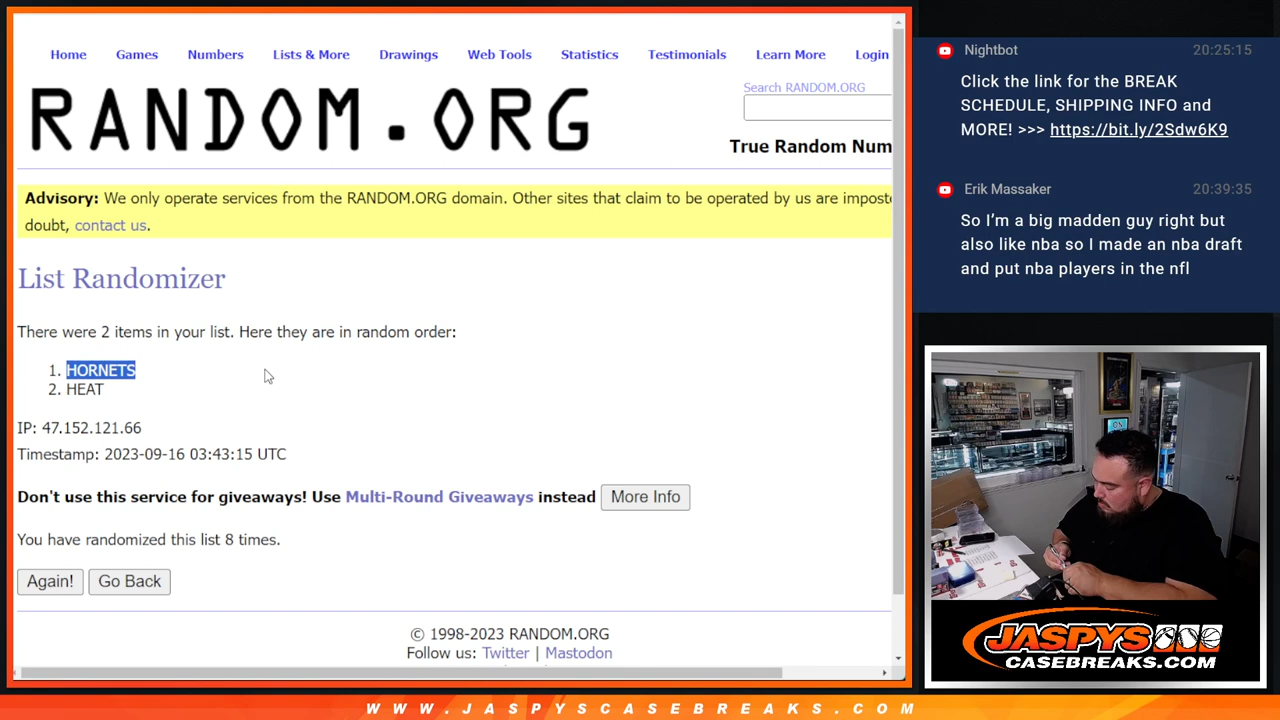 Home Games Numbers Lists & More Drawings Web Tools Statistics Testimonials Learn More Login
RANDOM.ORG
Search RANDOM.ORG
True Random Num
Advisory: We only operate services from the RANDOM.ORG domain. Other sites that claim to be operated by us are imposte
doubt, contact us.
List Randomizer
There were 2 items in your list. Here they are in random order:
1. HORNETS
2. HEAT
IP: 47.152.121.66
Timestamp: 2023-09-16 03:43:15 UTC
Don't use this service for giveaways! Use Multi-Round Giveaways instead More Info
You have randomized this list 8 times.
Again! Go Back
© 1998-2023 RANDOM.ORG
Follow us: Twitter | Mastodon
Nightbot 20:25:15
Click the link for the BREAK
SCHEDULE, SHIPPING INFO and
MORE! >>> https://bit.ly/2Sdw6K9
Erik Massaker 20:39:35
So I’m a big madden guy right but
also like nba so I made an nba draft
and put nba players in the nfl
JASPYS
CASEBREAKS.COM
WWW.JASPYSCASEBREAKS.COM